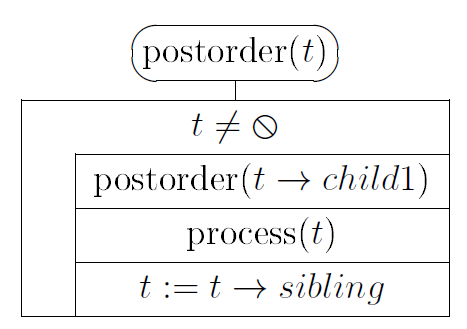 postorder(t)
t ≠ ⦸
postorder(t → child1)
process(t)
t := t → sibling